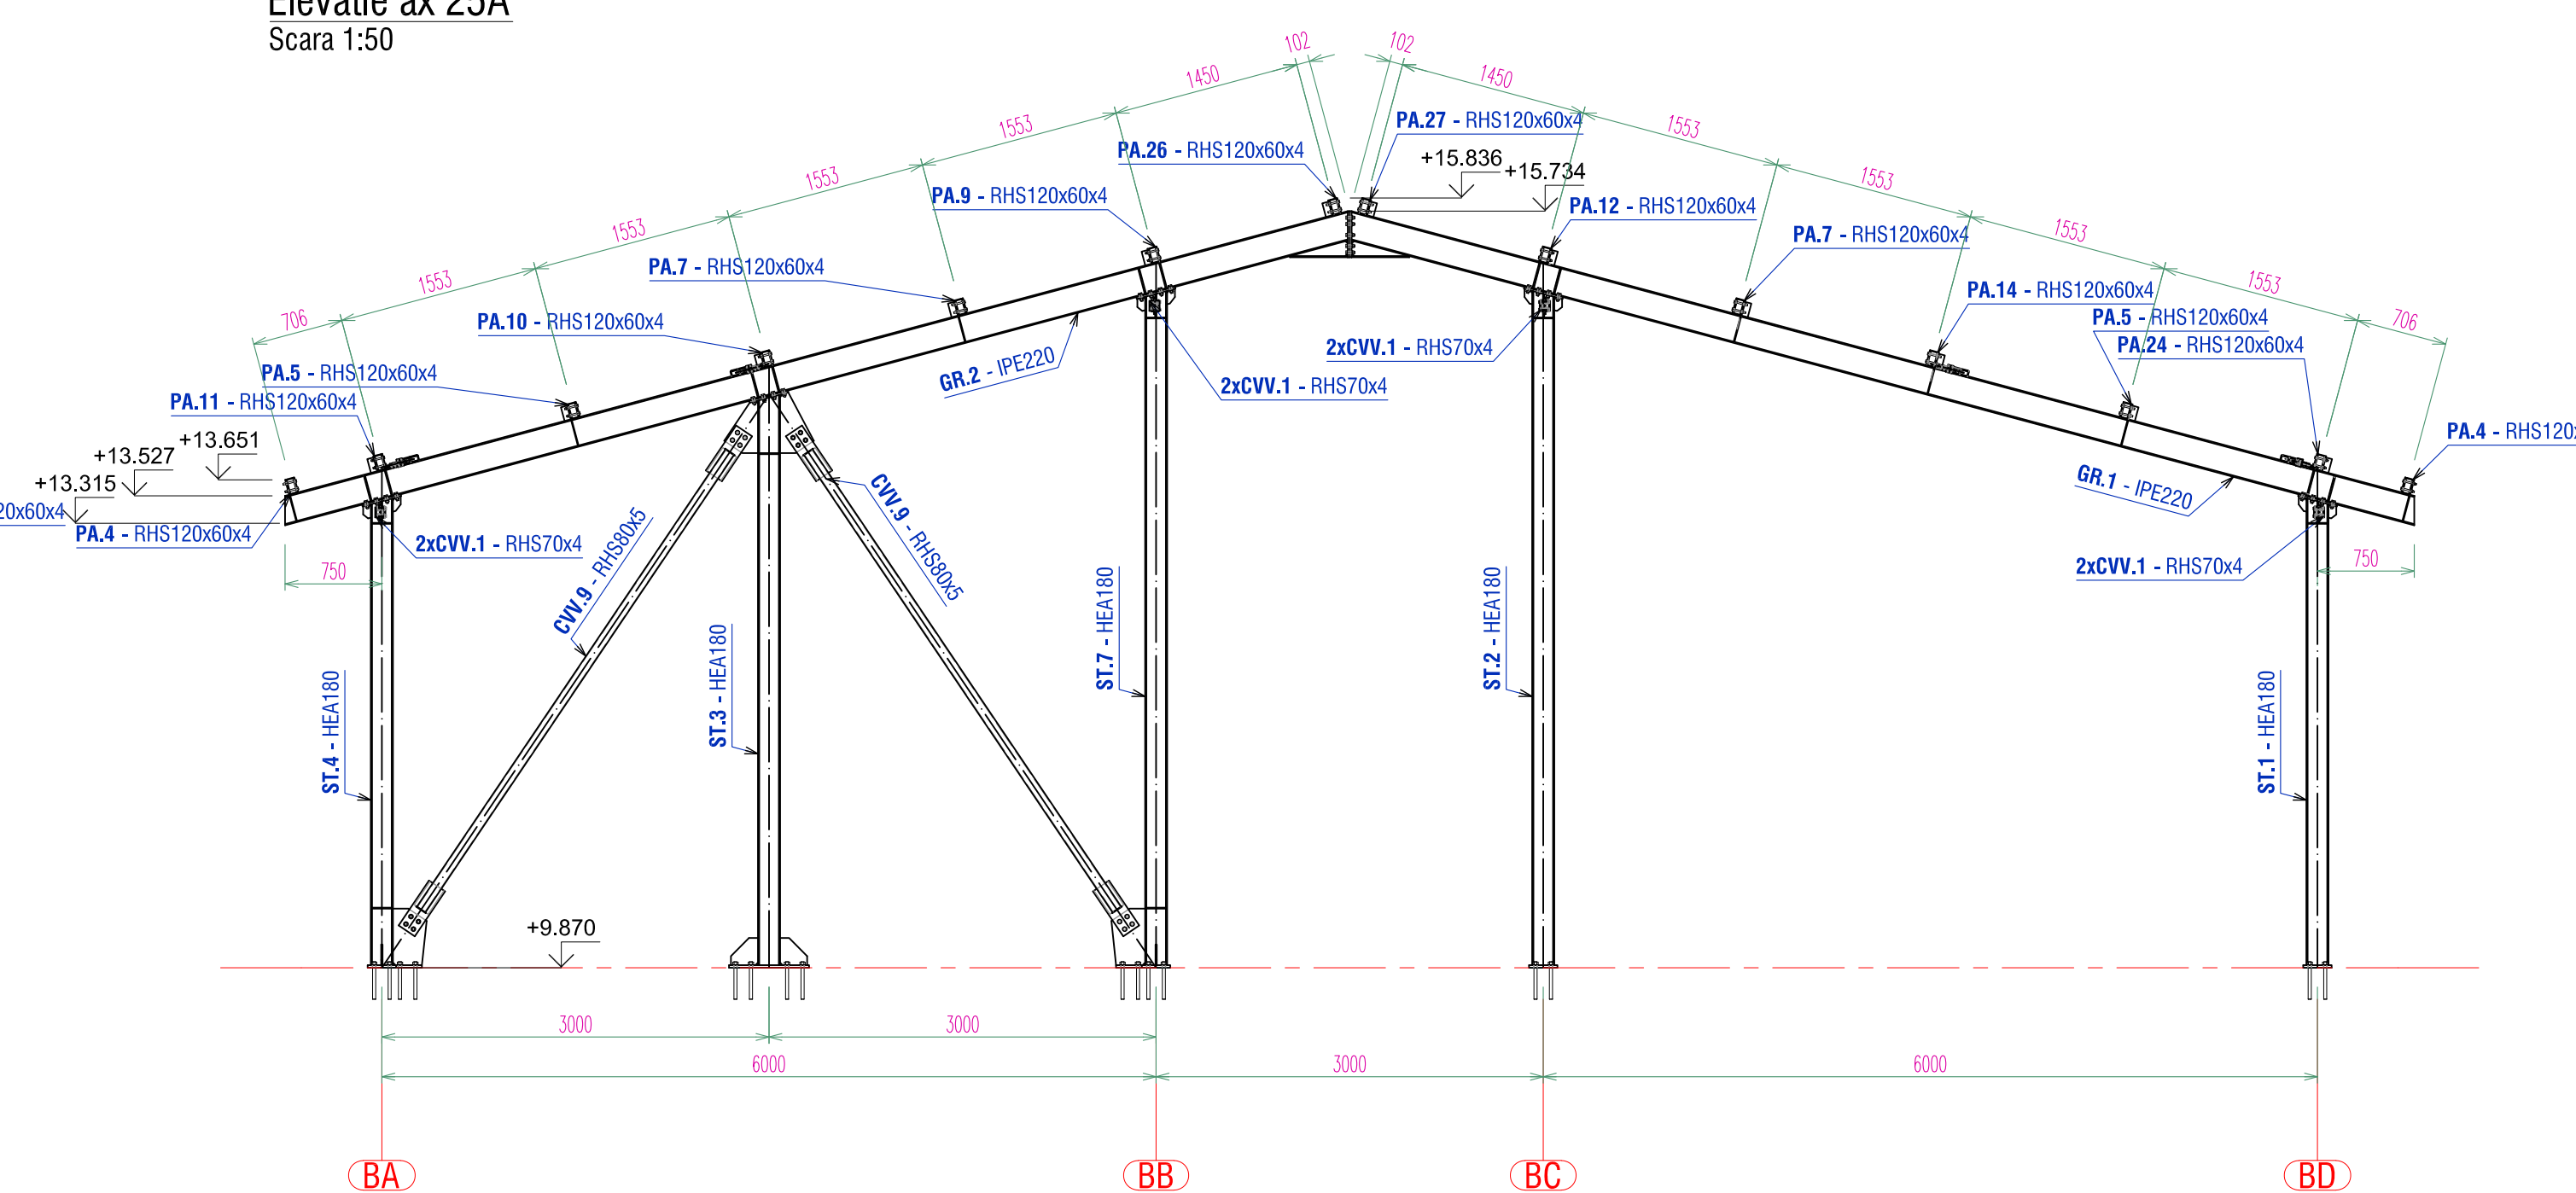 Elevatie ax 25A
Scara 1:50
102
102
1450
1450
1553
1553
PA.27 - RHS120x60x4
PA.26 - RHS120x60x4
+15.836
+15.734
1553
1553
PA.9 - RHS120x60x4
PA.12 - RHS120x60x4
1553
1553
PA.7 - RHS120x60x4
PA.7 - RHS120x60x4
1553
1553
PA.14 - RHS120x60x4
706
706
PA.10 - RHS120x60x4
PA.5 - RHS120x60x4
2xCVV.1 - RHS70x4
PA.24 - RHS120x60x4
GR.2 - IPE220
PA.5 - RHS120x60x4
2xCVV.1 - RHS70x4
PA.11 - RHS120x60x4
PA.4 - RHS120
+13.651
+13.527
+13.315
GR.1 - IPE220
20x60x4
PA.4 - RHS120x60x4
2xCVV.1 - RHS70x4
CVV.9 - RHS80x5
CVV.9 - RHS80x5
750
750
2xCVV.1 - RHS70x4
ST.4 - HEA180
ST.3 - HEA180
ST.7 - HEA180
ST.2 - HEA180
ST.1 - HEA180
+9.870
3000
3000
6000
3000
6000
BA
BB
BC
BD